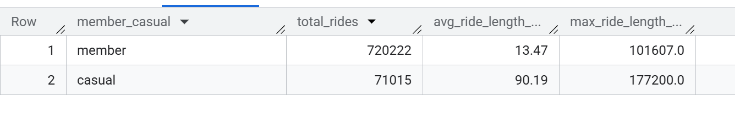 Row member_casual total_rides avg_ride_length_... max_ride_length_...
1 member 720222 13.47 101607.0
2 casual 71015 90.19 177200.0